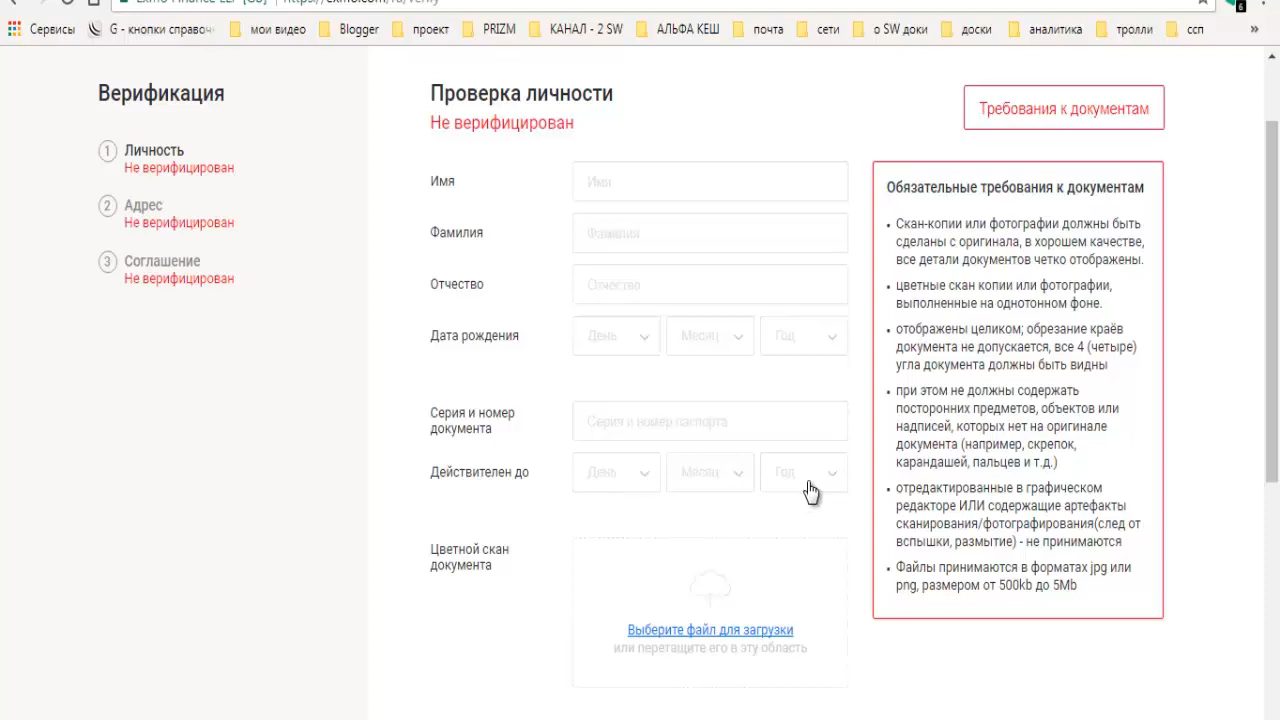 Сервисы
G - кнопки справоч
мои видео
Blogger
проект
PRIZM
КАНАЛ - 2 SW
АЛЬФА КЕШ
почта
сети
о SW доки
доски
аналитика
тролли
ссп
»
6
Верификация
1 Личность
Не верифицирован
2 Адрес
Не верифицирован
3 Соглашение
Не верифицирован
Проверка личности
Не верифицирован
Требования к документам
Имя
Имя
Фамилия
Фамилия
Отчество
Отчество
Дата рождения
День
Месяц
Год
Серия и номер
документа
Серия и номер паспорта
Действителен до
День
Месяц
Год
Цветной скан
документа
Выберите файл для загрузки
или перетащите его в эту область
Обязательные требования к документам
• Скан-копии или фотографии должны быть
сделаны с оригинала, в хорошем качестве,
все детали документов четко отображены.
• цветные скан копии или фотографии,
выполненные на однотонном фоне.
• отображены целиком; обрезание краёв
документа не допускается, все 4 (четыре)
угла документа должны быть видны
• при этом не должны содержать
посторонних предметов, объектов или
надписей, которых нет на оригинале
документа (например, скрепок,
карандашей, пальцев и т.д.)
• отредактированные в графическом
редакторе ИЛИ содержащие артефакты
сканирования/фотографирования(след от
вспышки, размытие) - не принимаются
• Файлы принимаются в форматах jpg или
png, размером от 500kb до 5Mb